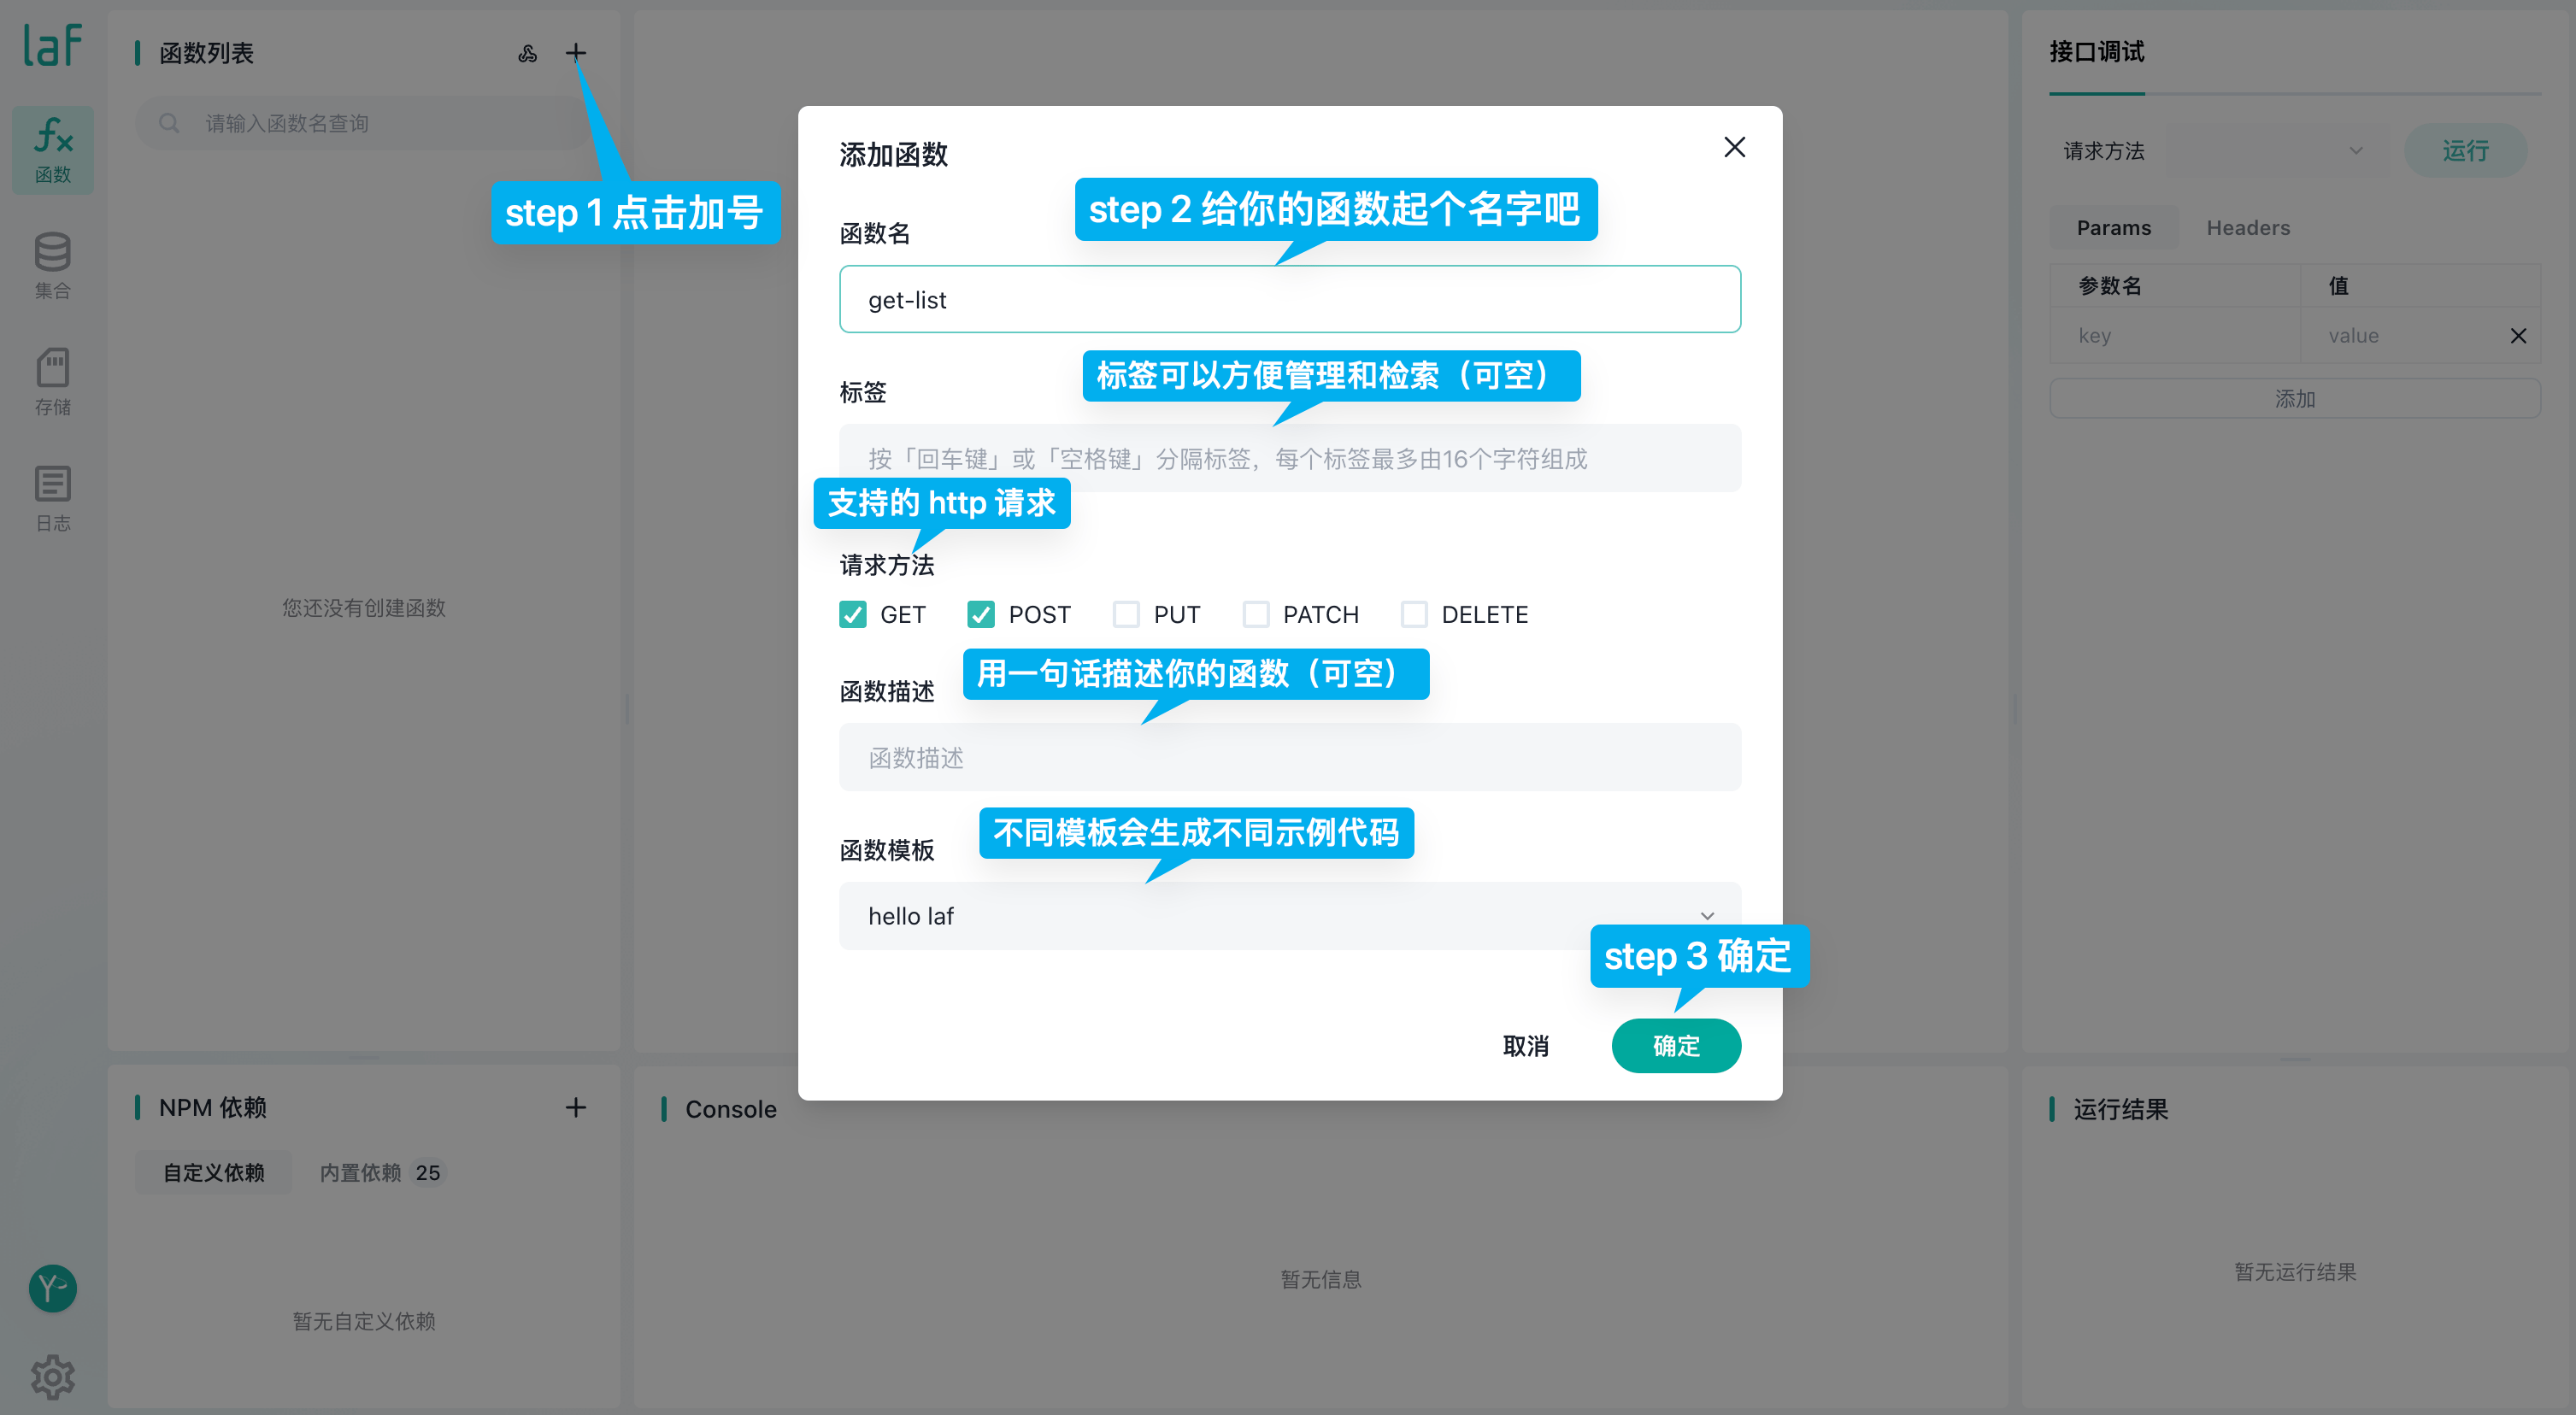 laf
函数
集合
存储
日志
函数列表
请输入函数名查询
step 1 点击加号
您还没有创建函数
NPM 依赖
自定义依赖
内置依赖 25
暂无自定义依赖
添加函数
step 2 给你的函数起个名字吧
函数名
get-list
标签可以方便管理和检索（可空）
标签
按「回车键」或「空格键」分隔标签，每个标签最多由16个字符组成
支持的 http 请求
请求方法
GET POST PUT PATCH DELETE
用一句话描述你的函数（可空）
函数描述
函数描述
不同模板会生成不同示例代码
函数模板
hello laf
step 3 确定
取消 确定
Console
暂无信息
接口调试
请求方法 运行
Params Headers
参数名 值
key value
添加
运行结果
暂无运行结果